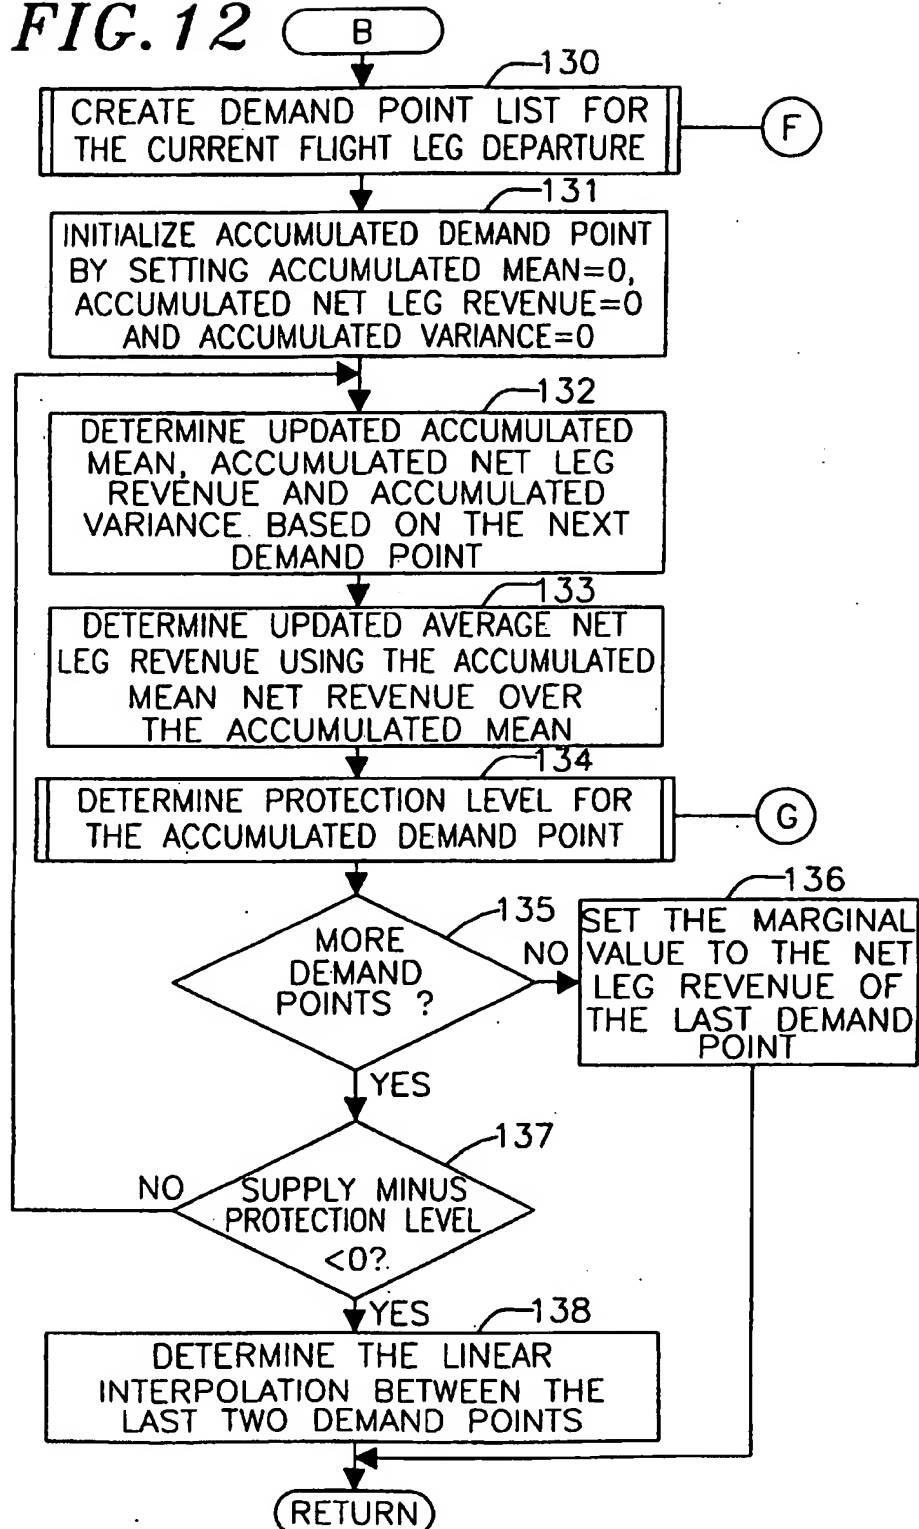 FIG.12
B
130
CREATE DEMAND POINT LIST FOR
THE CURRENT FLIGHT LEG DEPARTURE
F
131
INITIALIZE ACCUMULATED DEMAND POINT
BY SETTING ACCUMULATED MEAN=0,
ACCUMULATED NET LEG REVENUE=0
AND ACCUMULATED VARIANCE=0
132
DETERMINE UPDATED ACCUMULATED
MEAN, ACCUMULATED NET LEG
REVENUE AND ACCUMULATED
VARIANCE BASED ON THE NEXT
DEMAND POINT
133
DETERMINE UPDATED AVERAGE NET
LEG REVENUE USING THE ACCUMULATED
MEAN NET REVENUE OVER
THE ACCUMULATED MEAN
134
DETERMINE PROTECTION LEVEL FOR
THE ACCUMULATED DEMAND POINT
G
135
MORE
DEMAND
POINTS ?
NO
136
SET THE MARGINAL
VALUE TO THE NET
LEG REVENUE OF
THE LAST DEMAND
POINT
YES
137
NO
SUPPLY MINUS
PROTECTION LEVEL
<0?
YES
138
DETERMINE THE LINEAR
INTERPOLATION BETWEEN THE
LAST TWO DEMAND POINTS
RETURN